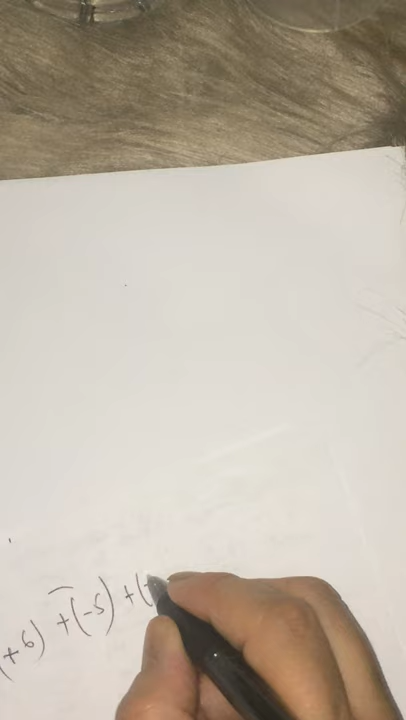 (+6) + (-5) + (